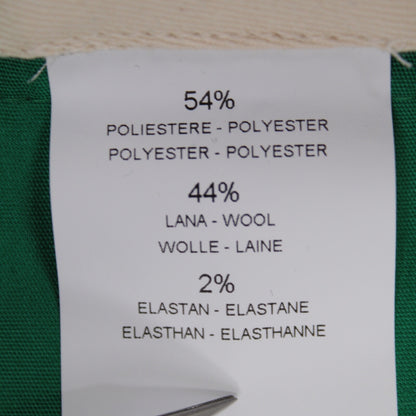 54%
POLIESTERE - POLYESTER
POLYESTER - POLYESTER
44%
LANA - WOOL
WOLLE - LAINE
2%
ELASTAN - ELASTANE
ELASTHAN - ELASTHANNE